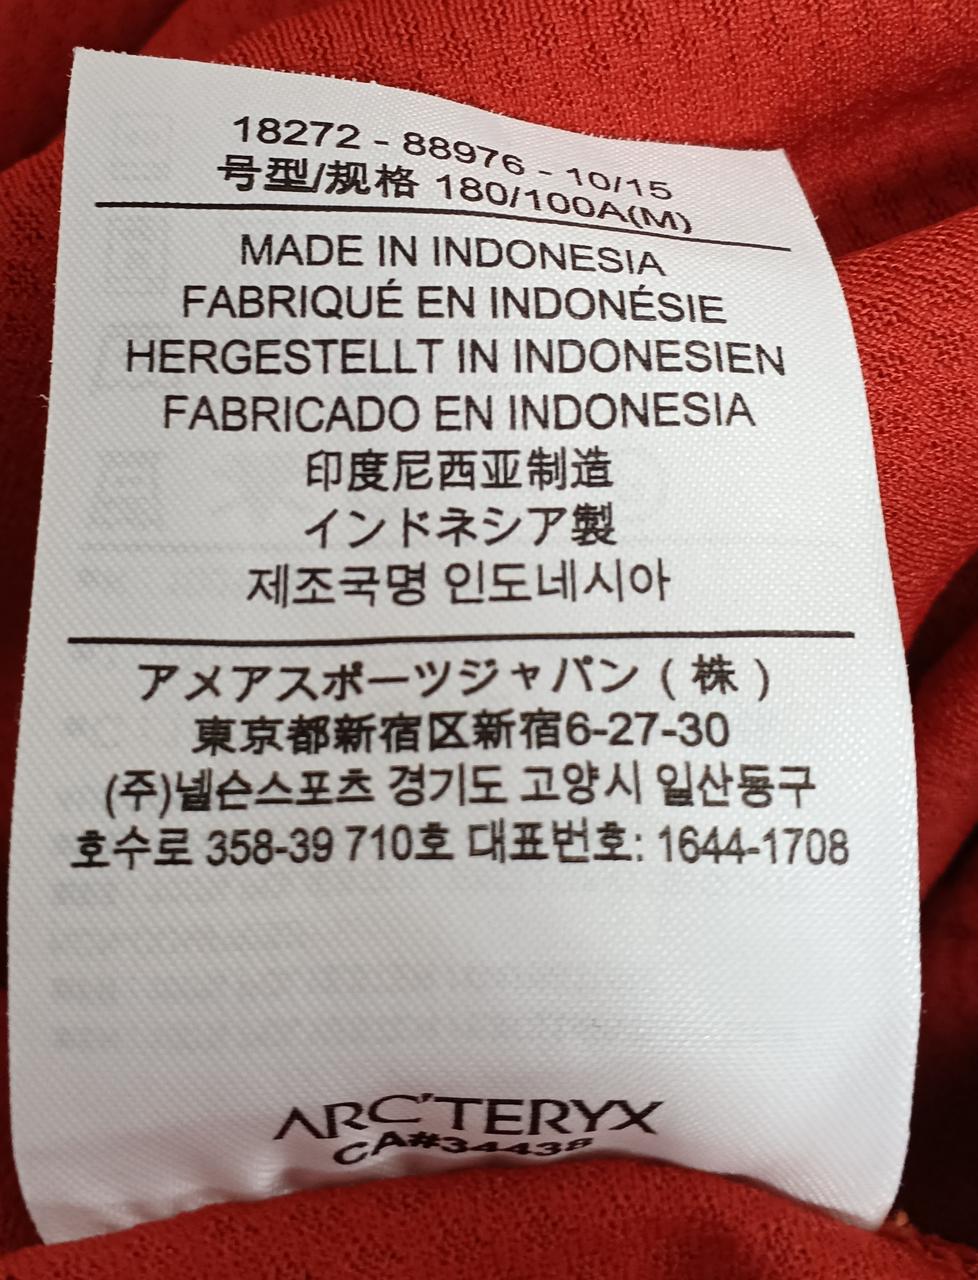 18272 - 88976 - 10/15
号型/规格 180/100A(M)
MADE IN INDONESIA
FABRIQUÉ EN INDONÉSIE
HERGESTELLT IN INDONESIEN
FABRICADO EN INDONESIA
印度尼西亚制造
インドネシア製
제조국명 인도네시아
アメアスポーツジャパン（株）
東京都新宿区新宿6-27-30
(주)넬슨스포츠 경기도 고양시 일산동구
호수로 358-39 710호 대표번호: 1644-1708
ARC'TERYX
CA#34438